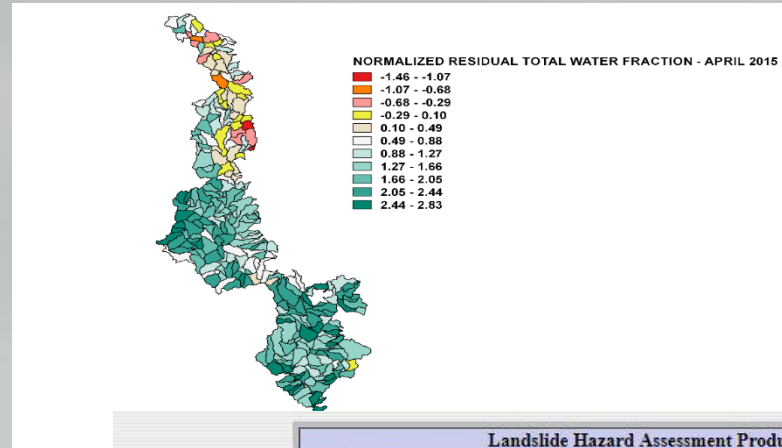 NORMALIZED RESIDUAL TOTAL WATER FRACTION - APRIL 2015
-1.46 - -1.07
-1.07 - -0.68
-0.68 - -0.29
-0.29 - 0.10
0.10 - 0.49
0.49 - 0.88
0.88 - 1.27
1.27 - 1.66
1.66 - 2.05
2.05 - 2.44
2.44 - 2.83
Landslide Hazard Assessment Produ